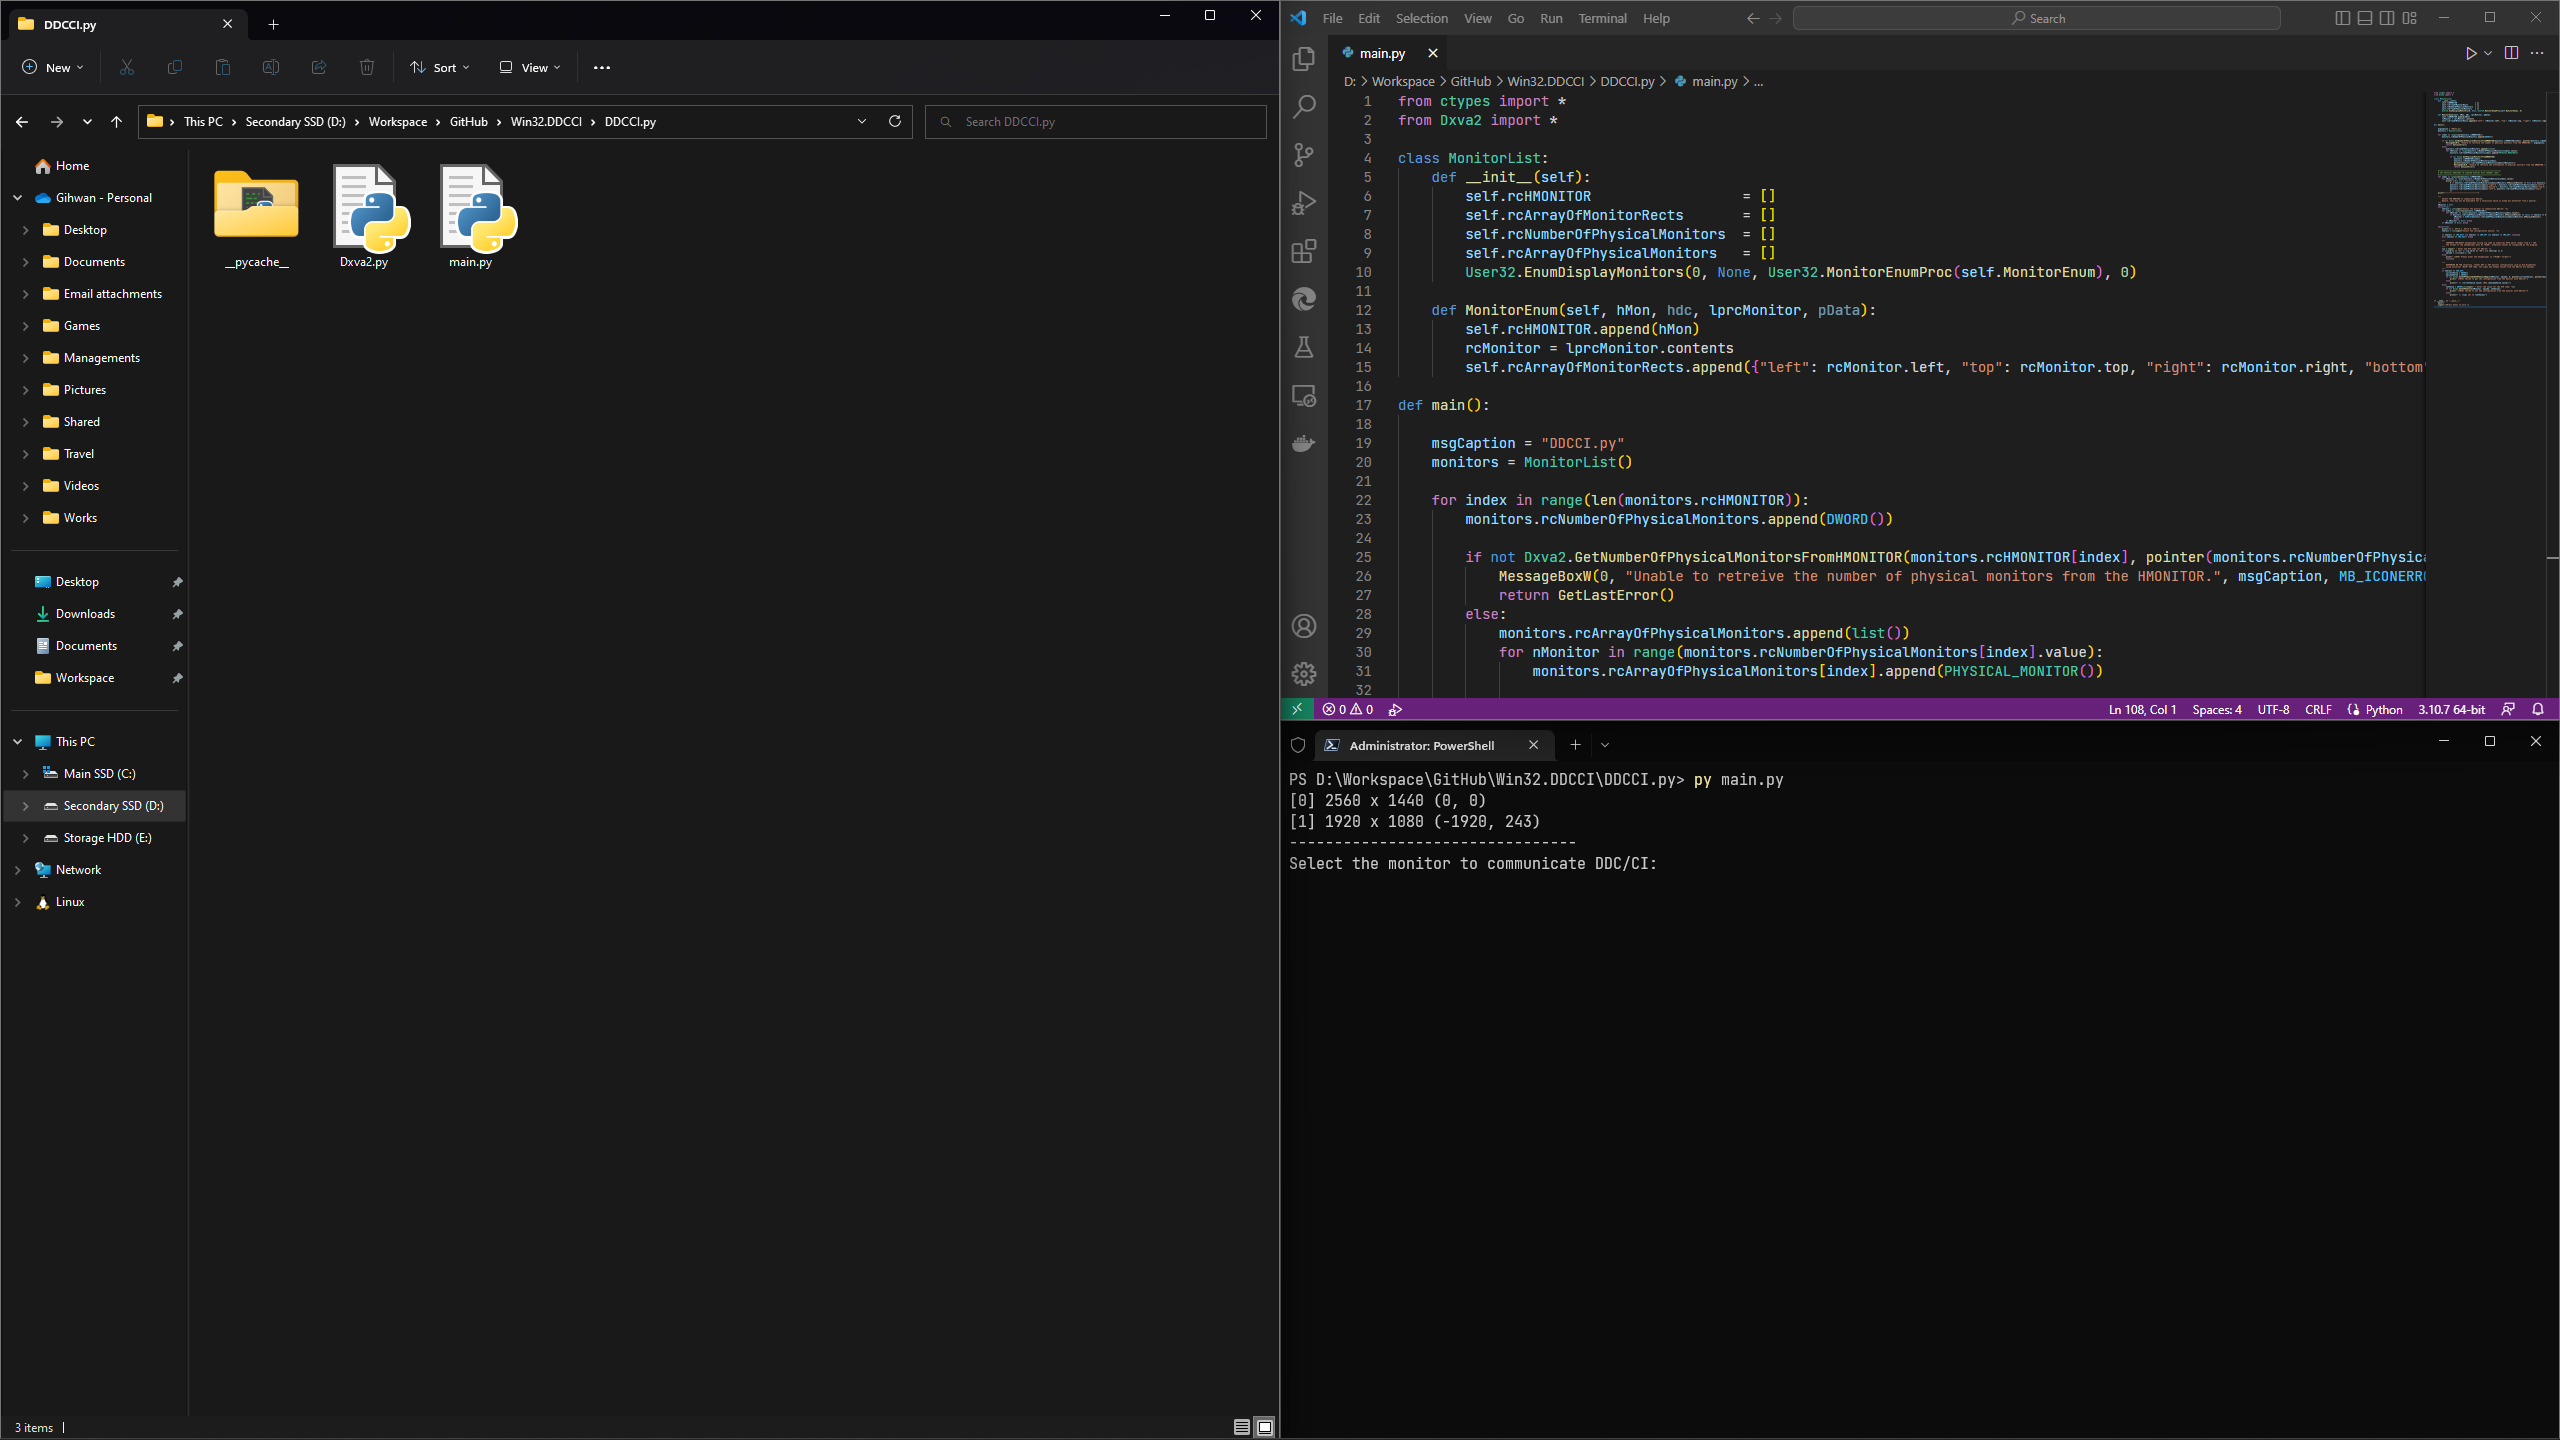 DDCCI.py
New
Sort
View
This PC
Secondary SSD (D:)
Workspace
GitHub
Win32.DDCCI
DDCCI.py
Search DDCCI.py
Home
Gihwan - Personal
Desktop
Documents
Email attachments
Games
Managements
Pictures
Shared
Travel
Videos
Works
Desktop
Downloads
Documents
Workspace
This PC
Main SSD (C:)
Secondary SSD (D:)
Storage HDD (E:)
Network
Linux
__pycache__
Dxva2.py
main.py
3 items
File Edit Selection View Go Run Terminal Help
Search
main.py
D: > Workspace > GitHub > Win32.DDCCI > DDCCI.py > main.py > ...
1 from ctypes import *
2 from Dxva2 import *
3
4 class MonitorList:
5 def __init__(self):
6 self.rcHMONITOR = []
7 self.rcArrayOfMonitorRects = []
8 self.rcNumberOfPhysicalMonitors = []
9 self.rcArrayOfPhysicalMonitors = []
10 User32.EnumDisplayMonitors(0, None, User32.MonitorEnumProc(self.MonitorEnum), 0)
11
12 def MonitorEnum(self, hMon, hdc, lprcMonitor, pData):
13 self.rcHMONITOR.append(hMon)
14 rcMonitor = lprcMonitor.contents
15 self.rcArrayOfMonitorRects.append({"left": rcMonitor.left, "top": rcMonitor.top, "right": rcMonitor.right, "bottom"
16
17 def main():
18
19 msgCaption = "DDCCI.py"
20 monitors = MonitorList()
21
22 for index in range(len(monitors.rcHMONITOR)):
23 monitors.rcNumberOfPhysicalMonitors.append(DWORD())
24
25 if not Dxva2.GetNumberOfPhysicalMonitorsFromHMONITOR(monitors.rcHMONITOR[index], pointer(monitors.rcNumberOfPhysica
26 MessageBoxW(0, "Unable to retreive the number of physical monitors from the HMONITOR.", msgCaption, MB_ICONERRO
27 return GetLastError()
28 else:
29 monitors.rcArrayOfPhysicalMonitors.append(list())
30 for nMonitor in range(monitors.rcNumberOfPhysicalMonitors[index].value):
31 monitors.rcArrayOfPhysicalMonitors[index].append(PHYSICAL_MONITOR())
32
0 0
Ln 108, Col 1 Spaces: 4 UTF-8 CRLF Python 3.10.7 64-bit
Administrator: PowerShell
PS D:\Workspace\GitHub\Win32.DDCCI\DDCCI.py> py main.py
[0] 2560 x 1440 (0, 0)
[1] 1920 x 1080 (-1920, 243)
--------------------------------
Select the monitor to communicate DDC/CI: